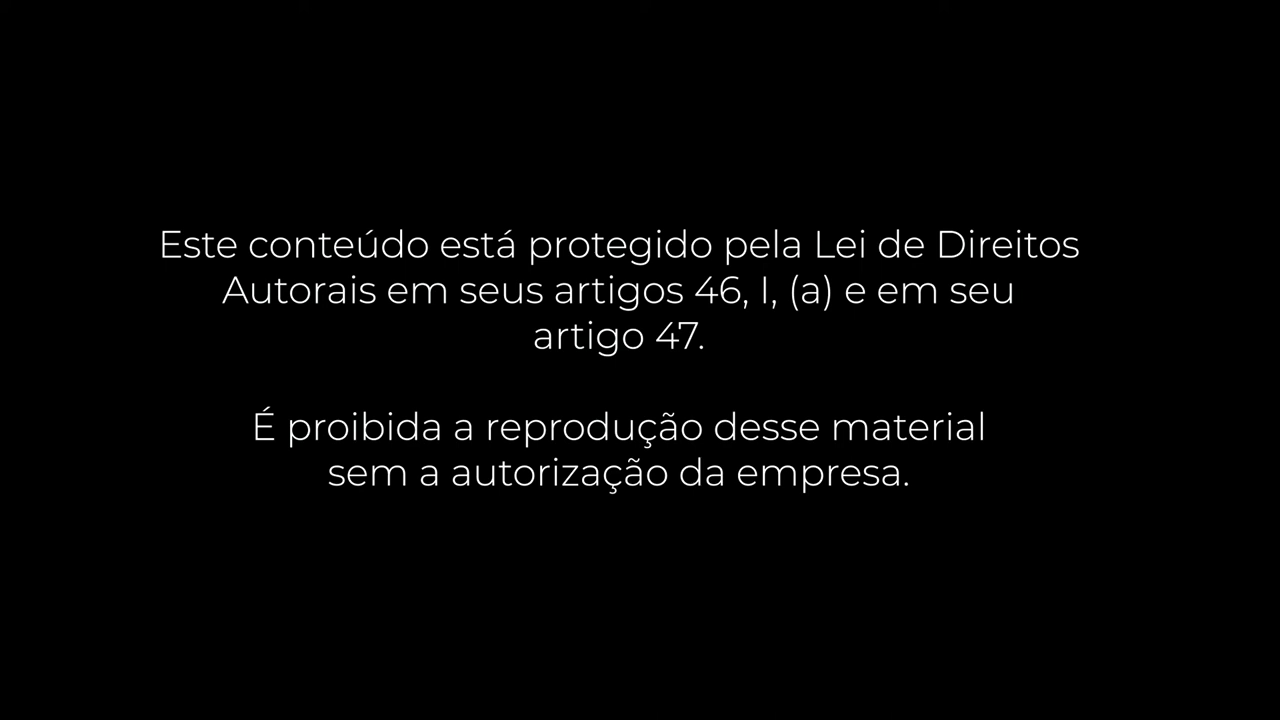 Este conteúdo está protegido pela Lei de Direitos
Autorais em seus artigos 46, I, (a) e em seu
artigo 47.
É proibida a reprodução desse material
sem a autorização da empresa.